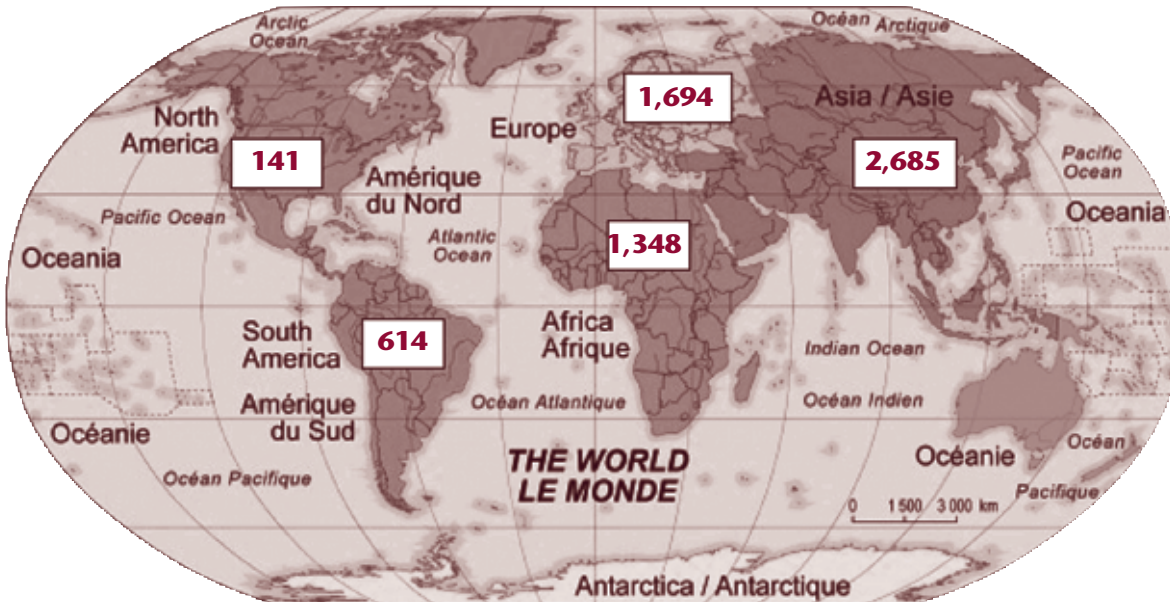 Arctic
Ocean
Océan Arctique
North
America
141
Europe
1,694
Asia / Asie
2,685
Pacific
Ocean
Amérique
du Nord
Pacific Ocean
Oceania
Atlantic
Ocean
1,348
Oceania
South
America
614
Africa
Afrique
Indian Ocean
Amérique
du Sud
Océan Atlantique
Océan Indien
Océanie
Océan Pacifique
THE WORLD
LE MONDE
Océanie
Océan
Pacifique
0 1 500 3 000 km
Antarctica / Antarctique